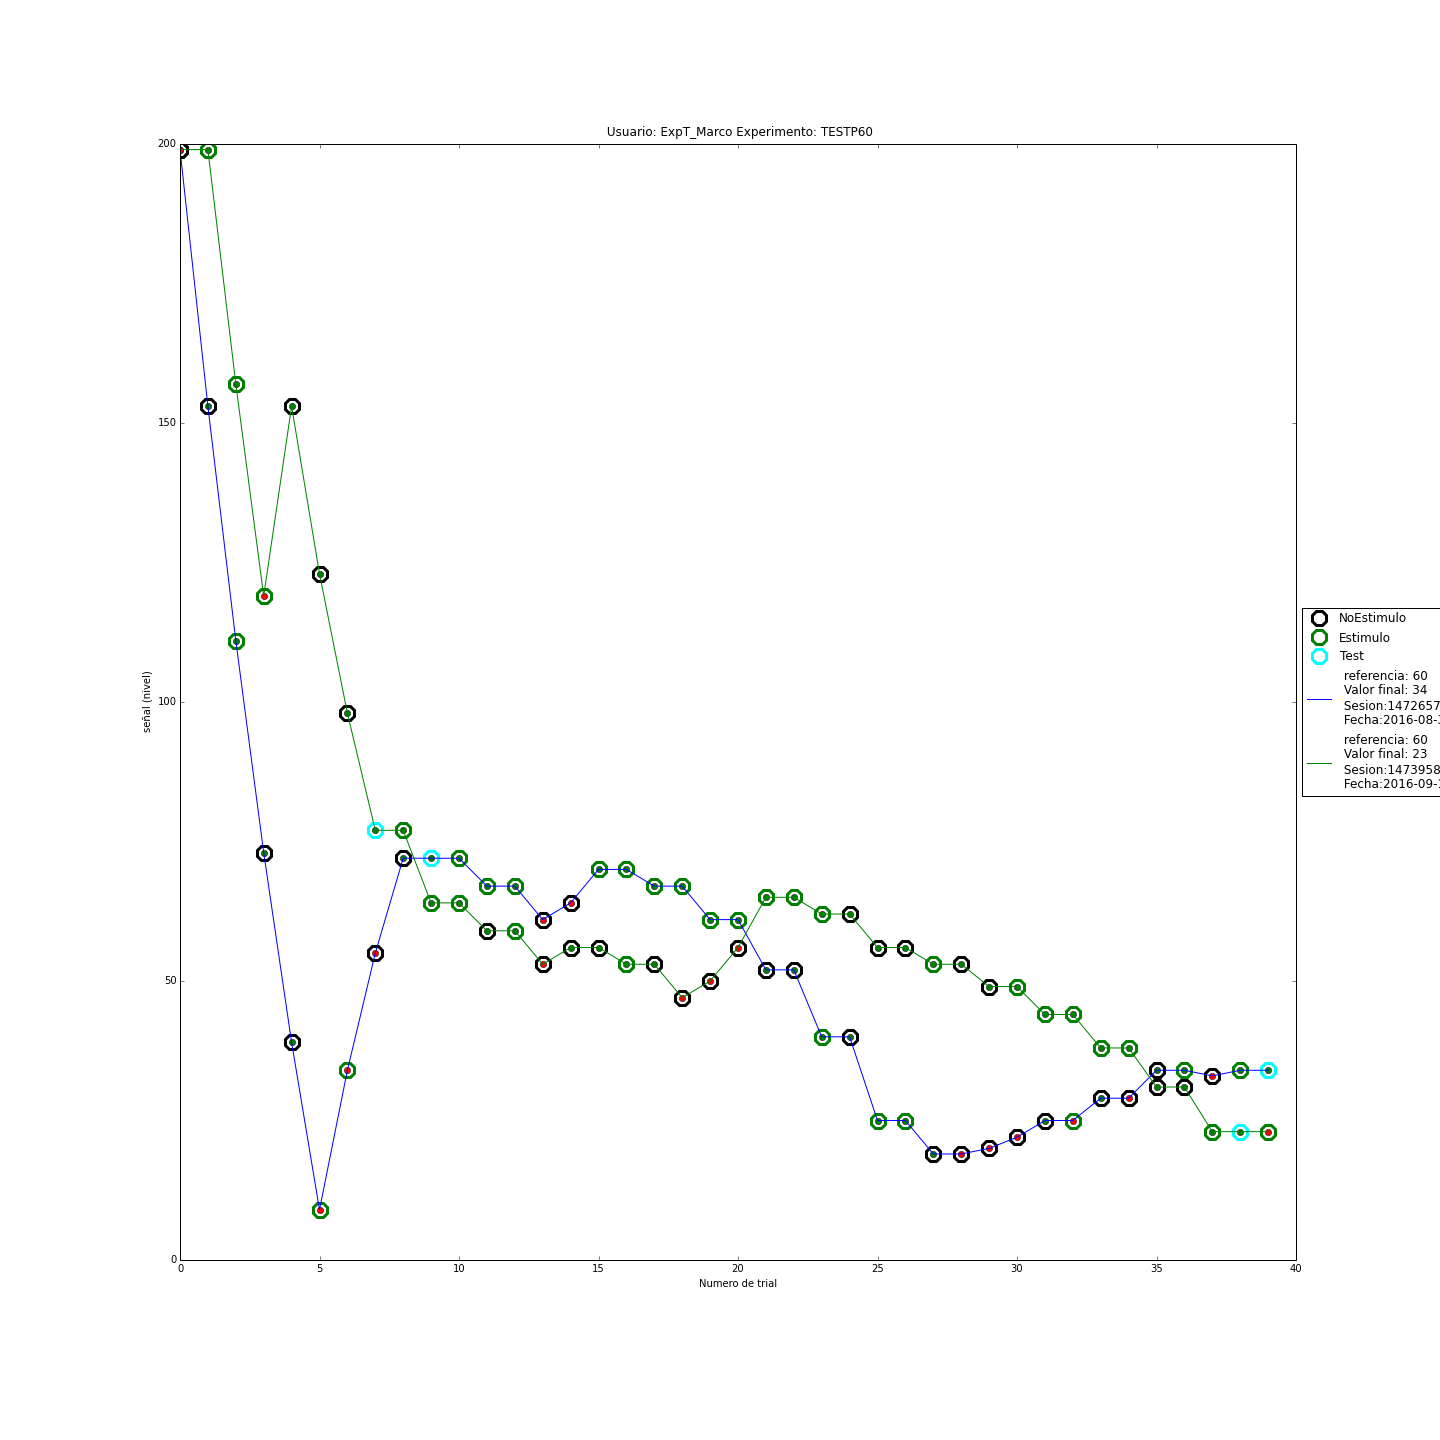 Usuario: ExpT_Marco Experimento: TESTP60
200
150
100
50
0
señal (nivel)
0 5 10 15 20 25 30 35 40
Numero de trial
NoEstimulo
Estimulo
Test
referencia: 60
Valor final: 34
Sesion:1472657
Fecha:2016-08-
referencia: 60
Valor final: 23
Sesion:147395
Fecha:2016-09-